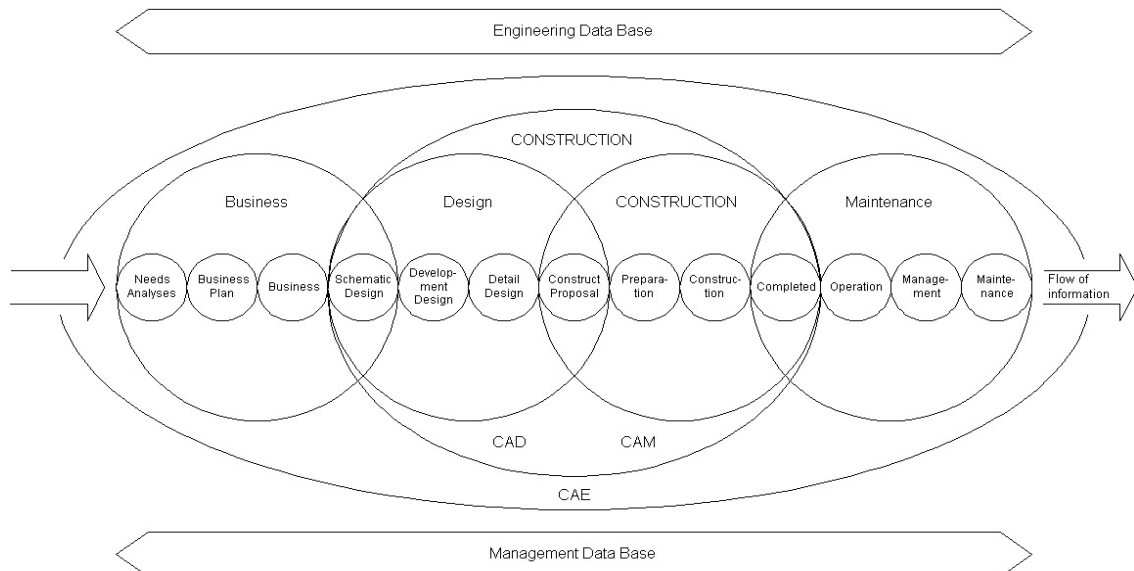 Engineering Data Base
CONSTRUCTION
Business
Design
CONSTRUCTION
Maintenance
Needs
Analyses
Business
Plan
Business
Schematic
Design
Develop-
ment
Design
Detail
Design
Construct
Proposal
Prepara-
tion
Construc-
tion
Completed
Operation
Manage-
ment
Mainte-
nance
Flow of
information
CAD
CAM
CAE
Management Data Base